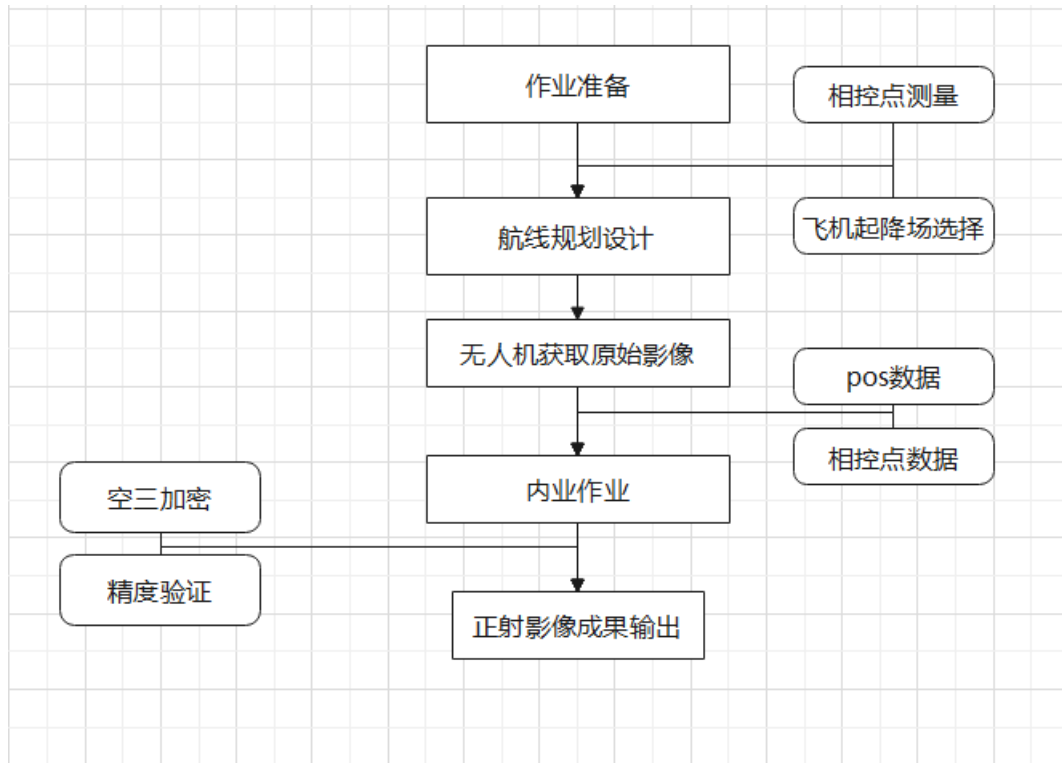 作业准备
相控点测量
航线规划设计
飞机起降场选择
无人机获取原始影像
pos数据
相控点数据
内业作业
空三加密
精度验证
正射影像成果输出